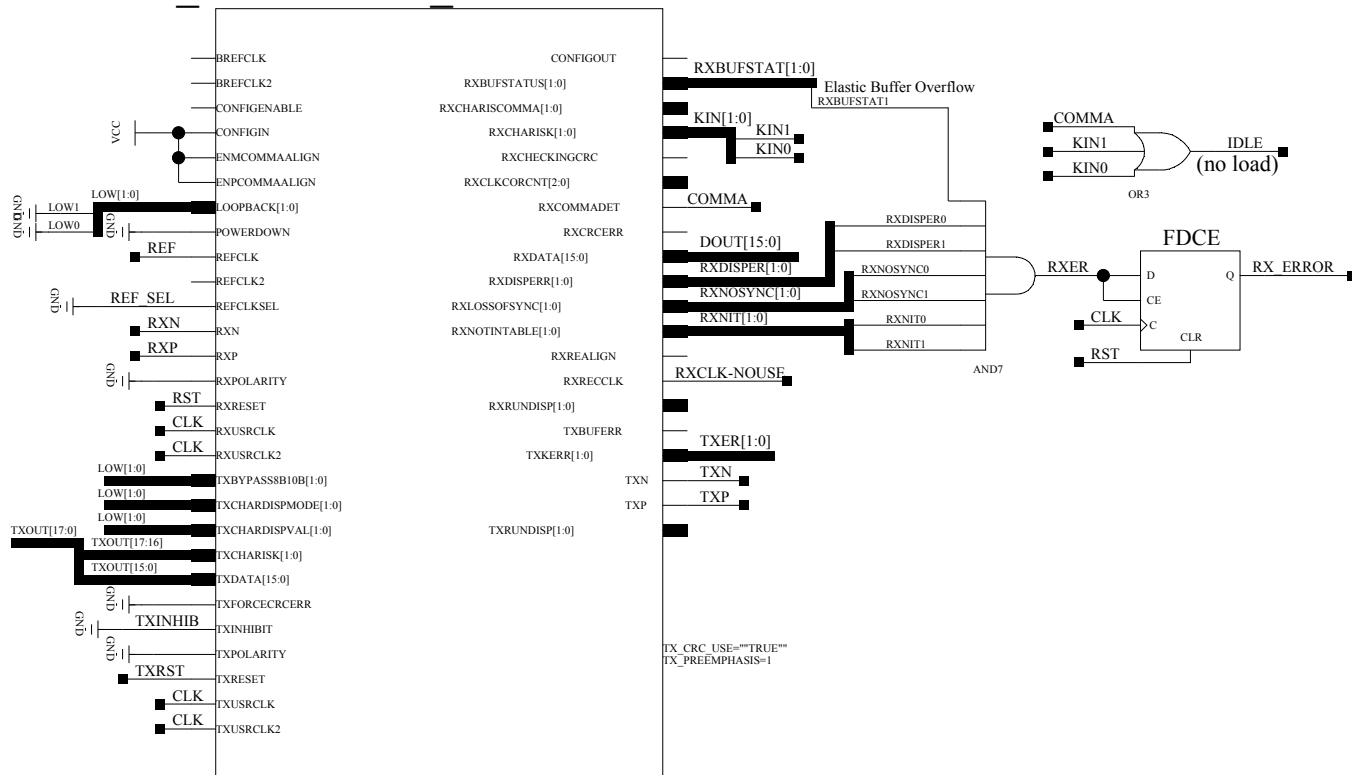 BREFCLK
BREFCLK2
CONFIGENABLE
VCC
CONFIGIN
ENMCOMMAALIGN
ENPCOMMAALIGN
LOW[1:0]
GND
LOW1
LOOPBACK[1:0]
GND
LOW0
GND
POWERDOWN
REF
REFCLK
REFCLK2
GND
REF_SEL
REFCLKSEL
RXN
RXN
RXP
RXP
GND
RXPOLARITY
RST
RXRESET
CLK
RXUSRCLK
CLK
RXUSRCLK2
LOW[1:0]
TXBYPASS8B10B[1:0]
LOW[1:0]
TXCHARDISPMODE[1:0]
LOW[1:0]
TXCHARDISPVAL[1:0]
TXOUT[17:0]
TXOUT[17:16]
TXCHARISK[1:0]
TXOUT[15:0]
TXDATA[15:0]
GND
TXFORCECRCERR
GND
TXINHIB
TXINHIBIT
GND
TXPOLARITY
TXRST
TXRESET
CLK
TXUSRCLK
CLK
TXUSRCLK2
CONFIGOUT
RXBUFSTATUS[1:0]
RXCHARISCOMMA[1:0]
RXCHARISK[1:0]
RXCHECKINGCRC
RXCLKCORCNT[2:0]
RXCOMMADET
RXCRCERR
RXDATA[15:0]
RXDISPERR[1:0]
RXLOSSOFSYNC[1:0]
RXNOTINTABLE[1:0]
RXREALIGN
RXRECCLK
RXRUNDISP[1:0]
TXBUFERR
TXKERR[1:0]
TXN
TXP
TXRUNDISP[1:0]
TX_CRC_USE=""TRUE""
TX_PREEMPHASIS=1
RXBUFSTAT[1:0]
Elastic Buffer Overflow
RXBUFSTAT1
KIN[1:0]
KIN1
KIN0
COMMA
DOUT[15:0]
RXDISPER[1:0]
RXNOSYNC[1:0]
RXNIT[1:0]
RXCLK-NOUSE
TXER[1:0]
TXN
TXP
RXDISPER0
RXDISPER1
RXNOSYNC0
RXNOSYNC1
RXNIT0
RXNIT1
AND7
RXER
COMMA
KIN1
KIN0
OR3
IDLE
(no load)
FDCE
D
Q
CE
C
CLR
CLK
RST
RX_ERROR